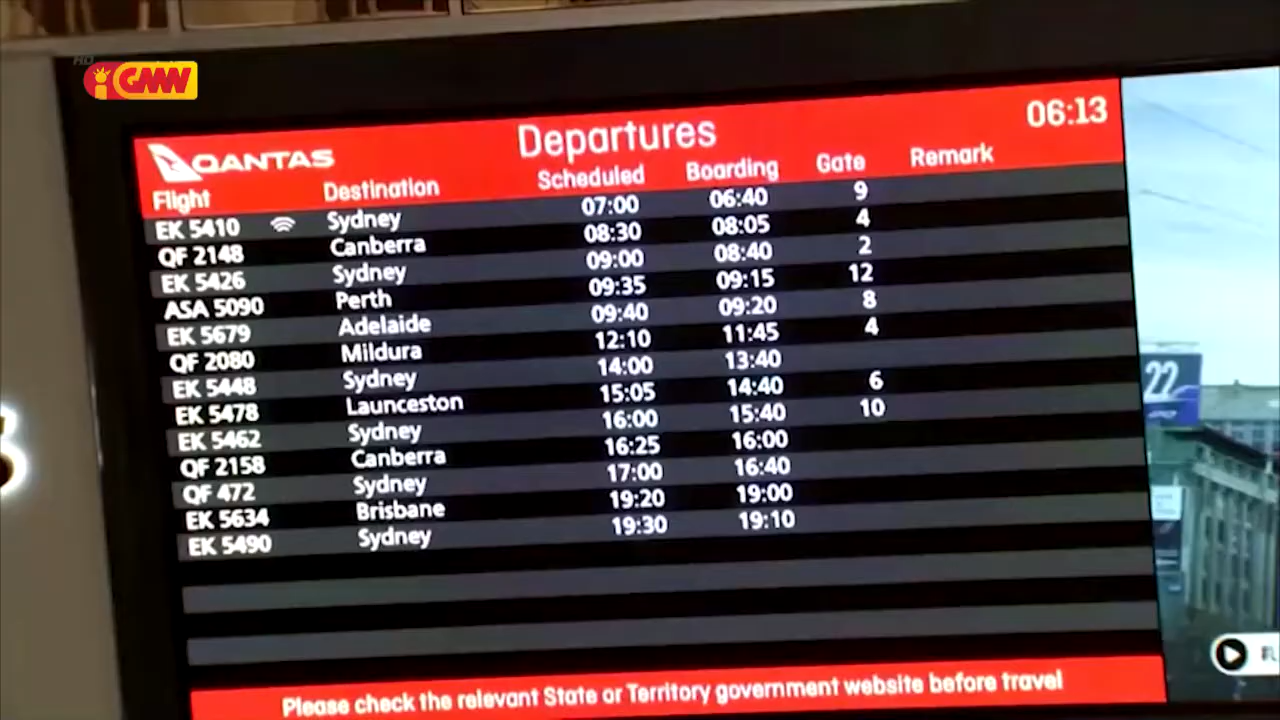 HD
iCMN
QANTAS Departures 06:13
Flight Destination Scheduled Boarding Gate Remark
EK 5410 Sydney 07:00 06:40 9
QF 2148 Canberra 08:30 08:05 4
EK 5426 Sydney 09:00 08:40 2
ASA 5090 Perth 09:35 09:15 12
EK 5679 Adelaide 09:40 09:20 8
QF 2080 Mildura 12:10 11:45 4
EK 5448 Sydney 14:00 13:40
EK 5478 Launceston 15:05 14:40 6
EK 5462 Sydney 16:00 15:40 10
QF 2158 Canberra 16:25 16:00
QF 472 Sydney 17:00 16:40
EK 5634 Brisbane 19:20 19:00
EK 5490 Sydney 19:30 19:10
22
Please check the relevant State or Territory government website before travel